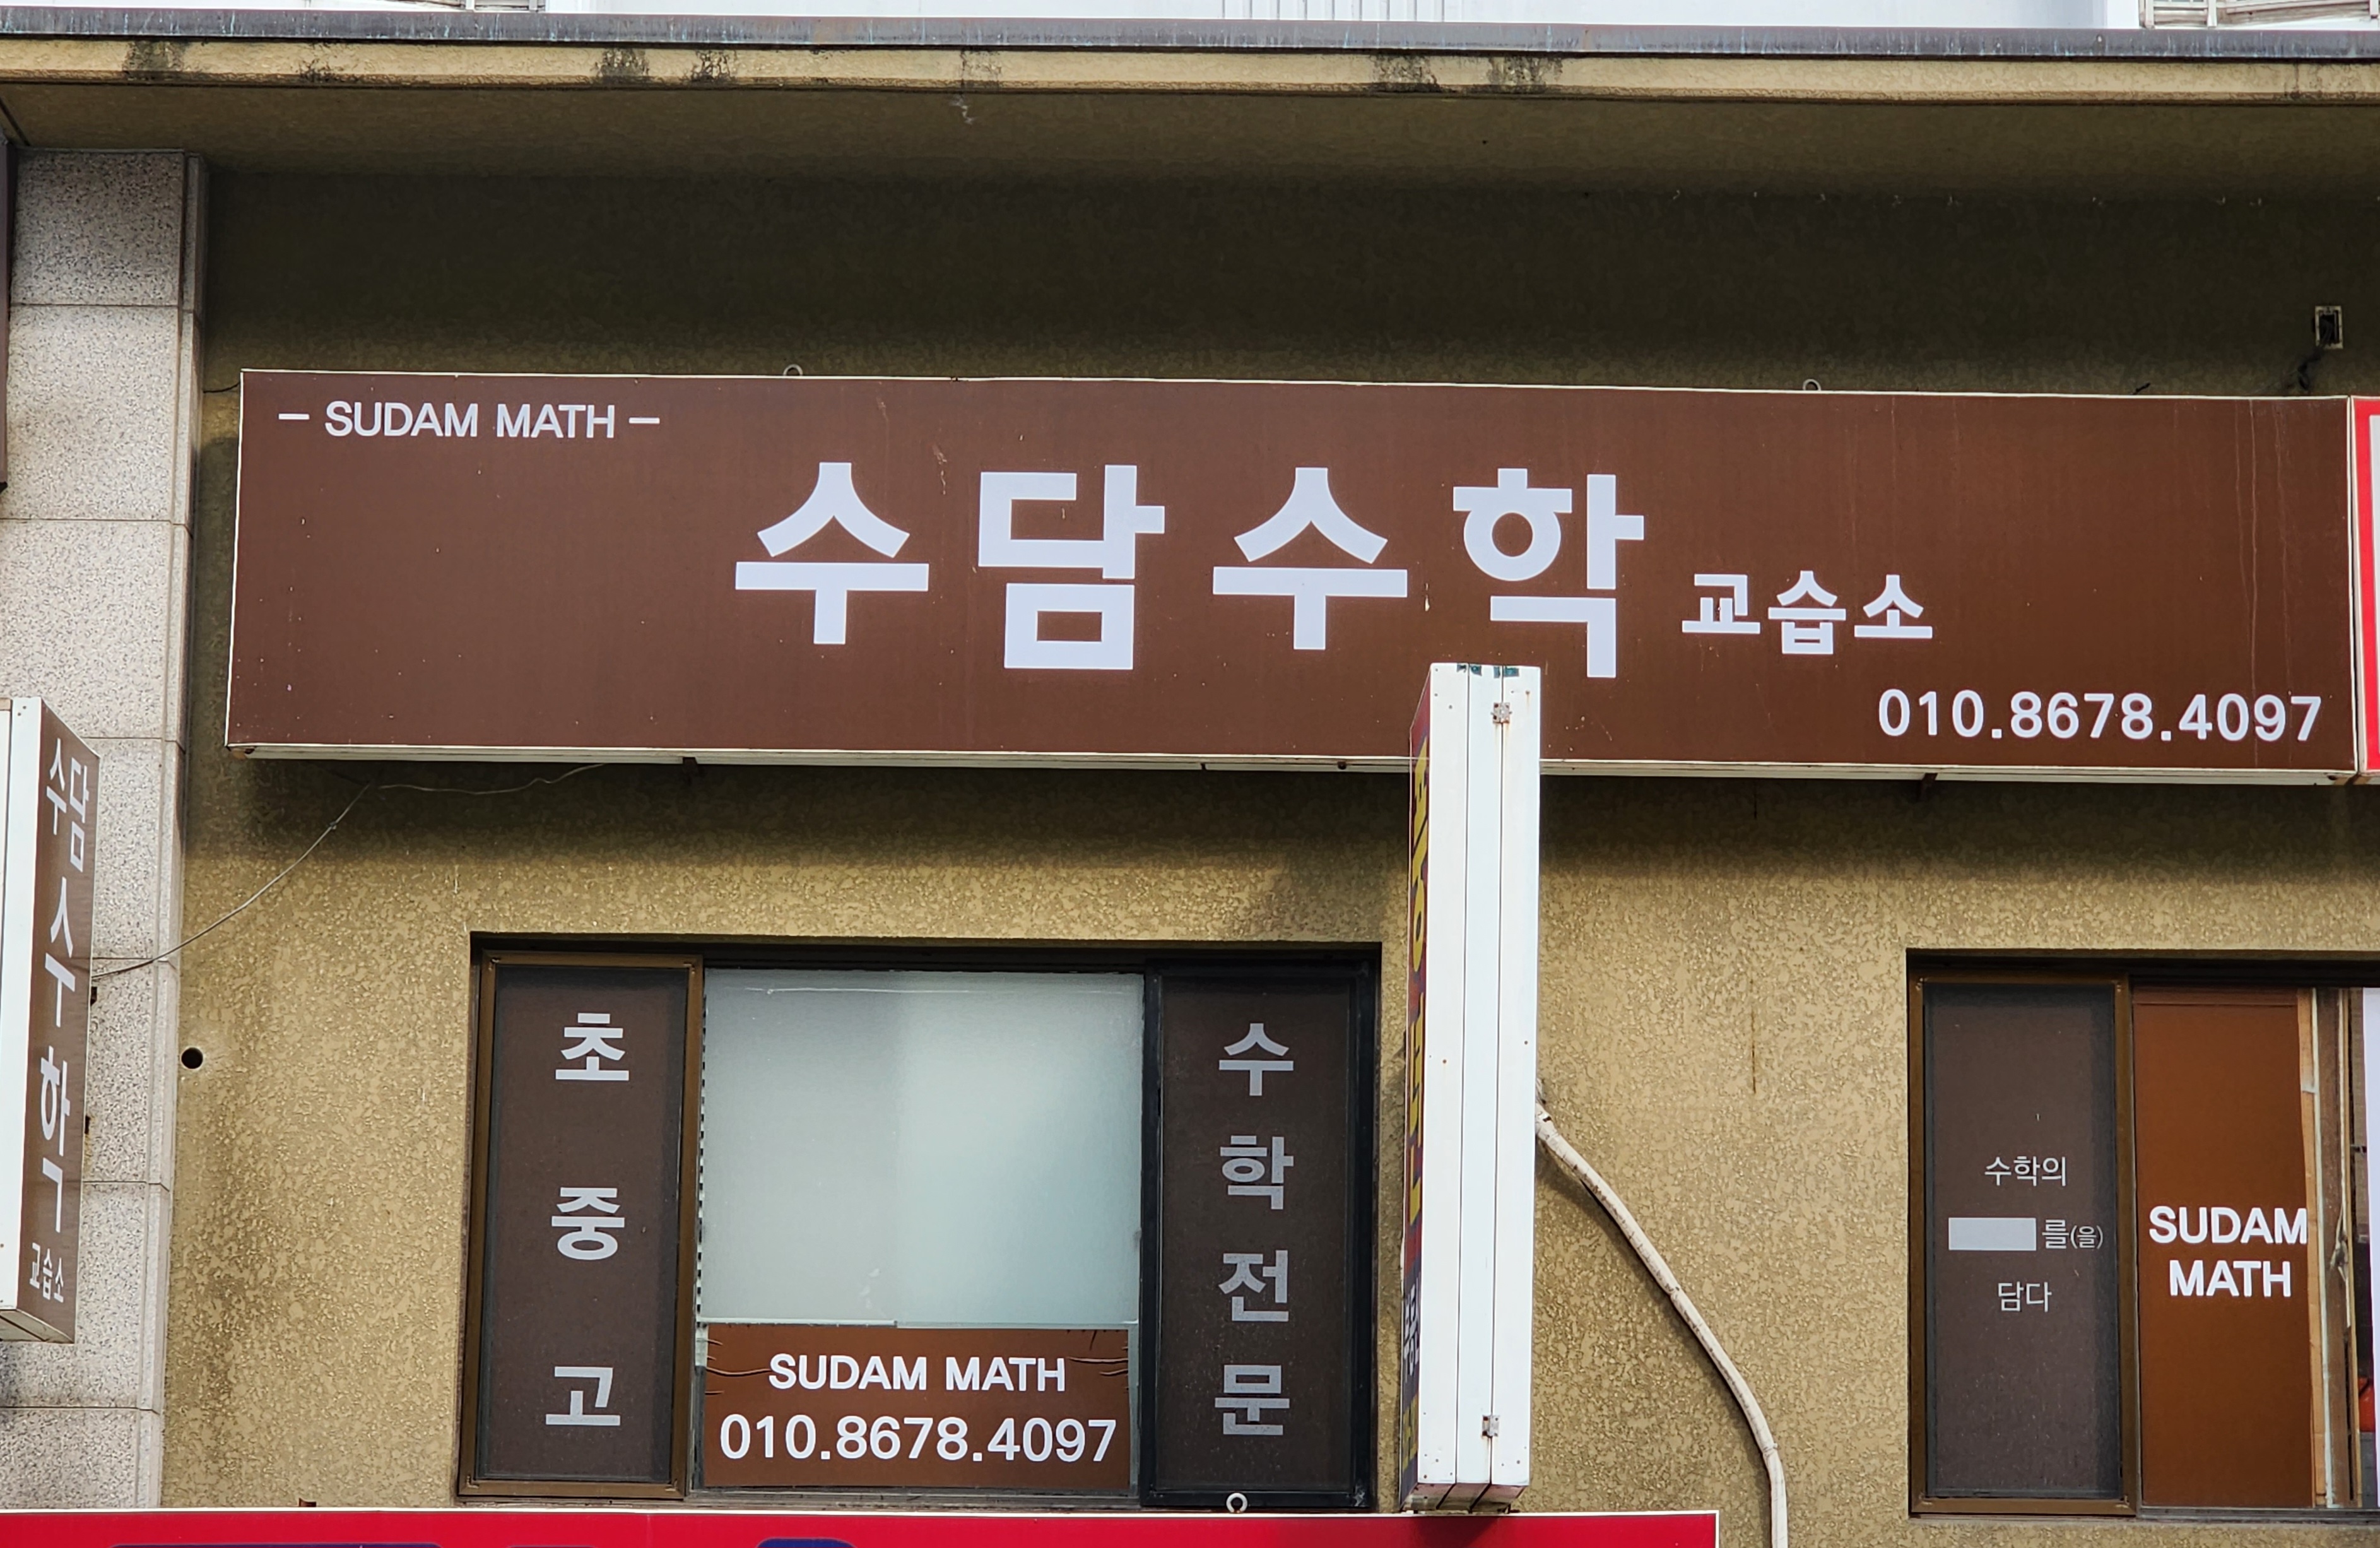 — SUDAM MATH —
수담수학 교습소
010.8678.4097
수담수학 교습소
초중고
SUDAM MATH
010.8678.4097
수학전문
수학의
를(을)
담다
SUDAM
MATH